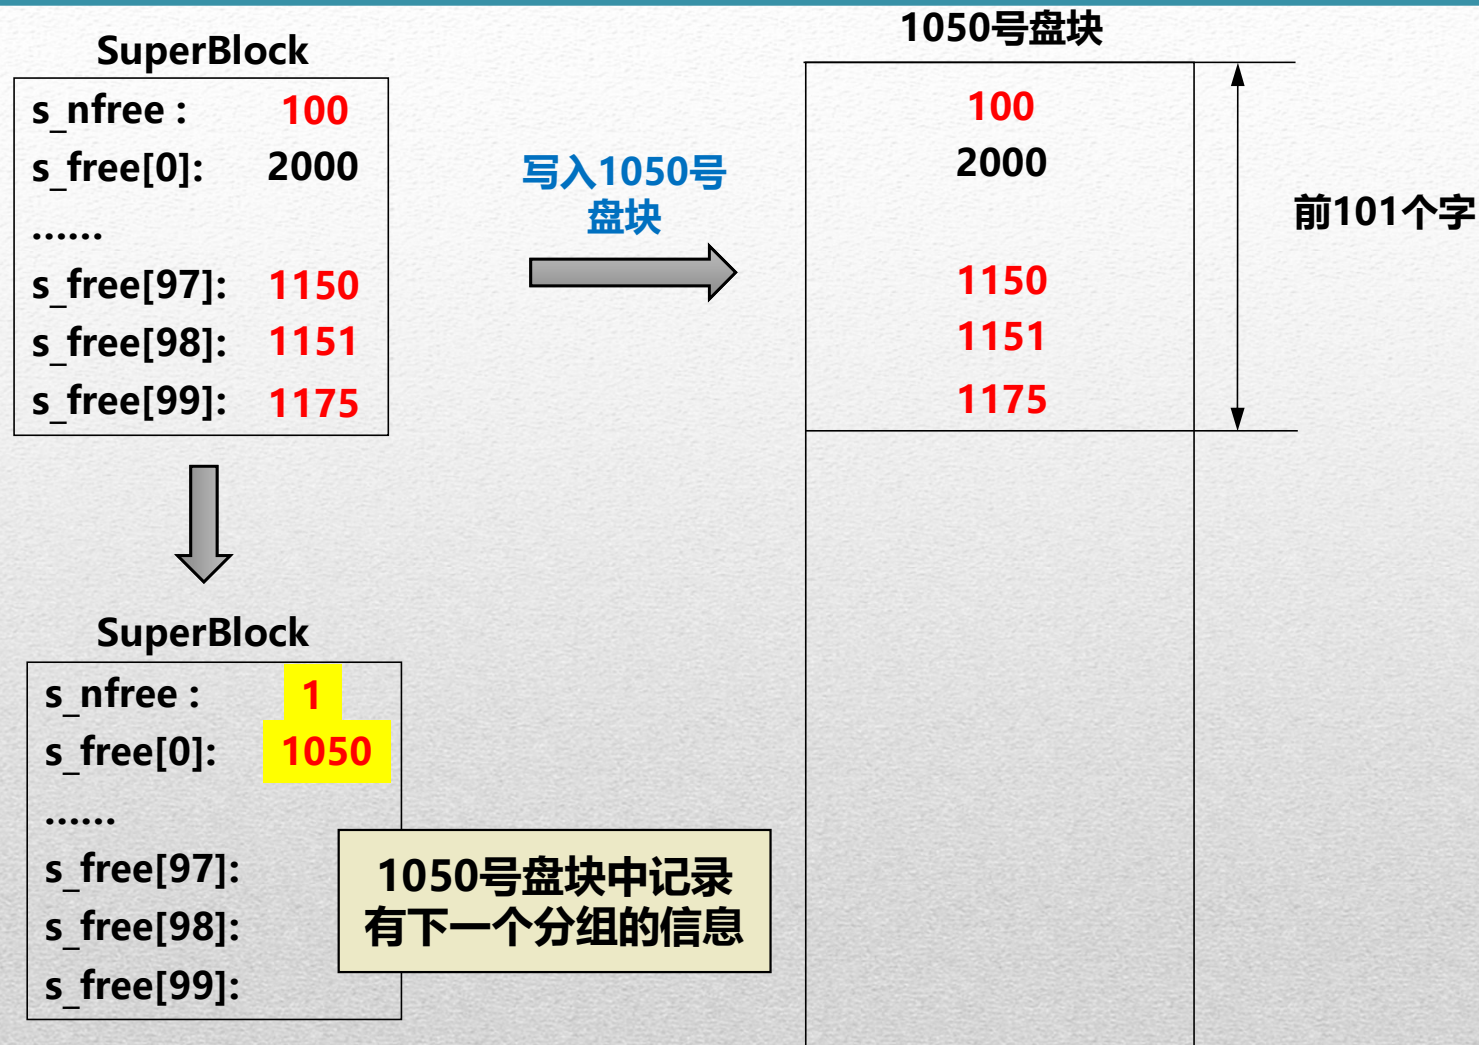 SuperBlock
s_nfree : 100
s_free[0]: 2000
……
s_free[97]: 1150
s_free[98]: 1151
s_free[99]: 1175
写入1050号
盘块
1050号盘块
100
2000
1150
1151
1175
前101个字
SuperBlock
s_nfree : 1
s_free[0]: 1050
……
s_free[97]:
s_free[98]:
s_free[99]:
1050号盘块中记录
有下一个分组的信息